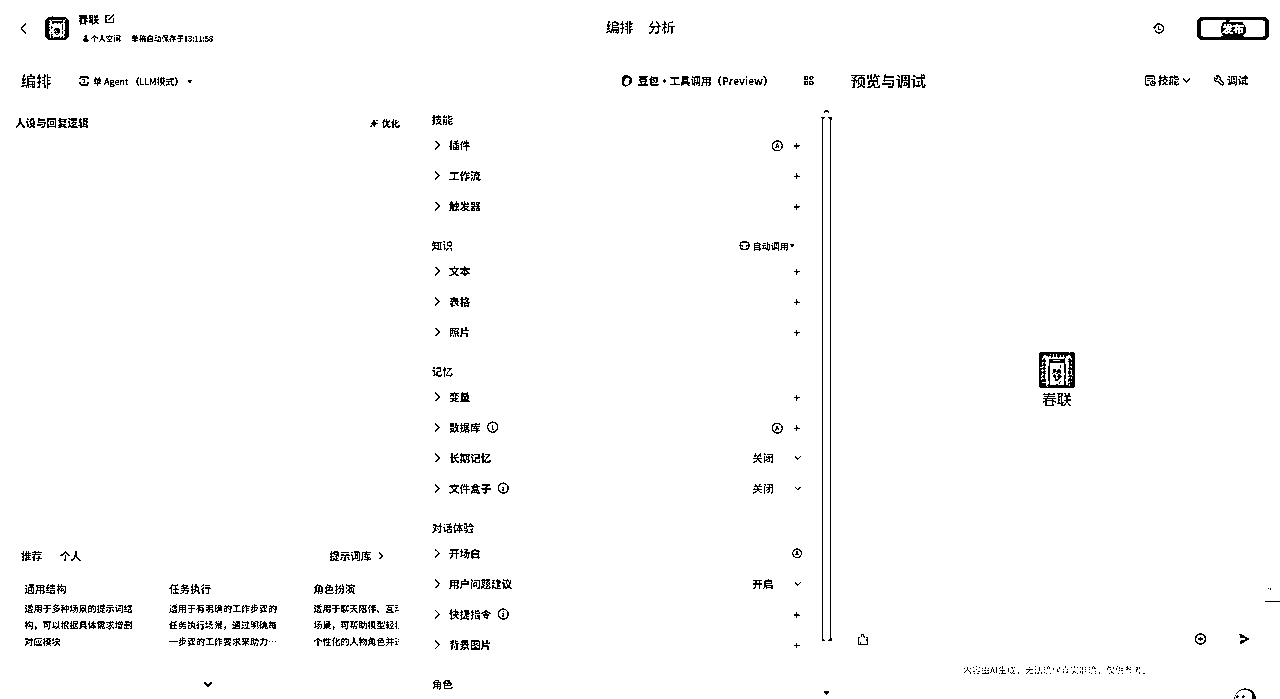 春联
个人空间 草稿自动保存于13:11:56
编排 分析
发布
编排
单 Agent（LLM模式）
豆包·工具调用（Preview）
预览与调试
技能
调试
人设与回复逻辑
优化
技能
插件
工作流
触发器
知识
自动调用
文本
表格
照片
记忆
变量
数据库
长期记忆
关闭
文件盒子
关闭
对话体验
开场白
用户问题建议
开启
快捷指令
背景图片
角色
春联
推荐 个人
提示词库
通用结构
适用于多种场景的提示词结
构，可以根据具体需求增删
对应模块
任务执行
适用于有明确的工作步骤的
任务执行场景，通过明确每
一步骤的工作要求来助力…
角色扮演
适用于聊天陪伴、互动
场景，可帮助模型轻松
个性化的人物角色并
内容由AI生成，无法确保真实准确，仅供参考。